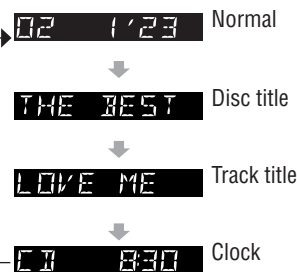 02 1'23 Normal
THE BEST Disc title
LOVE ME Track title
CD 8:30 Clock